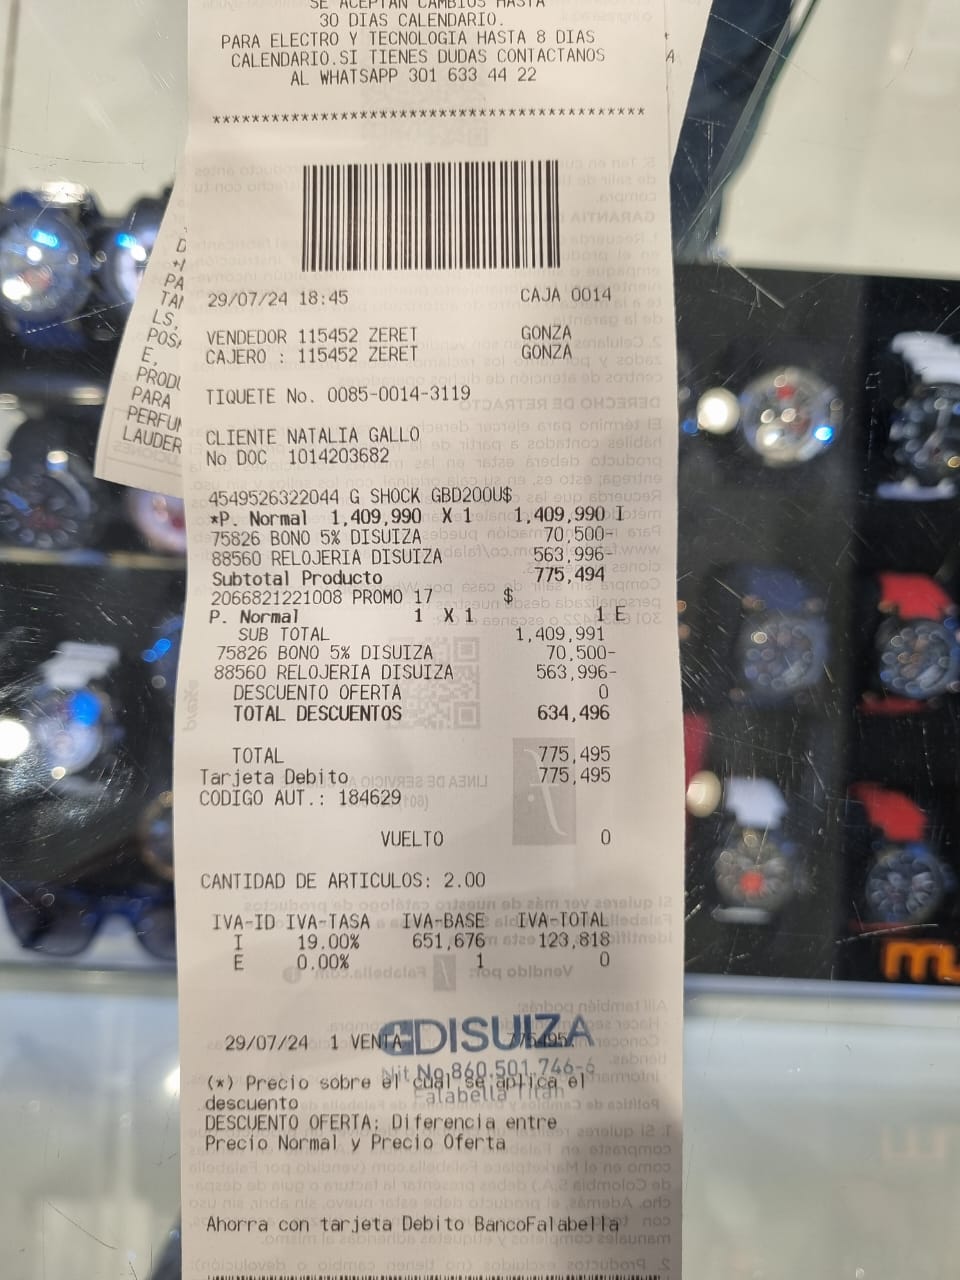 SE ACEPTAN CAMBIOS HASTA
30 DIAS CALENDARIO.
PARA ELECTRO Y TECNOLOGIA HASTA 8 DIAS
CALENDARIO.SI TIENES DUDAS CONTACTANOS
AL WHATSAPP 301 633 44 22
********************************************
29/07/24 18:45 CAJA 0014
VENDEDOR 115452 ZERET GONZA
CAJERO : 115452 ZERET GONZA
TIQUETE No. 0085-0014-3119
CLIENTE NATALIA GALLO
No DOC 1014203682
4549526322044 G SHOCK GBD200U$
*P. Normal 1,409,990 X 1 1,409,990 I
75826 BONO 5% DISUIZA 70,500-
88560 RELOJERIA DISUIZA 563,996-
Subtotal Producto 775,494
2066821221008 PROMO 17 $
P. Normal 1 X 1 1 E
SUB TOTAL 1,409,991
75826 BONO 5% DISUIZA 70,500-
88560 RELOJERIA DISUIZA 563,996-
DESCUENTO OFERTA 0
TOTAL DESCUENTOS 634,496
TOTAL 775,495
Tarjeta Debito 775,495
CODIGO AUT.: 184629
VUELTO 0
CANTIDAD DE ARTICULOS: 2.00
IVA-ID IVA-TASA IVA-BASE IVA-TOTAL
I 19.00% 651,676 123,818
E 0.00% 1 0
29/07/24 1 VENTA 775495
DISUIZA
Nit No.860.501.746-6
Falabella Titan
(*) Precio sobre el cual se aplica el
descuento
DESCUENTO OFERTA: Diferencia entre
Precio Normal y Precio Oferta
Ahorra con tarjeta Debito BancoFalabella
PARA
LAUDER